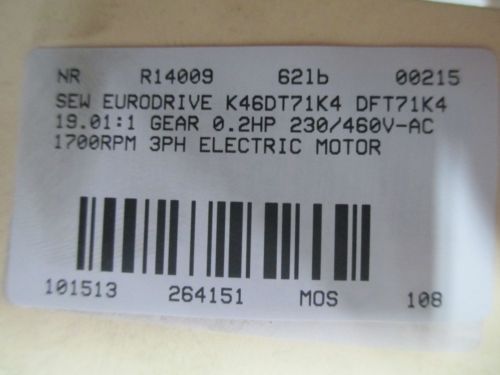 NR R14009 62lb 00215
SEW EURODRIVE K46DT71K4 DFT71K4
19.01:1 GEAR 0.2HP 230/460V-AC
1700RPM 3PH ELECTRIC MOTOR
101513 264151 MOS 108